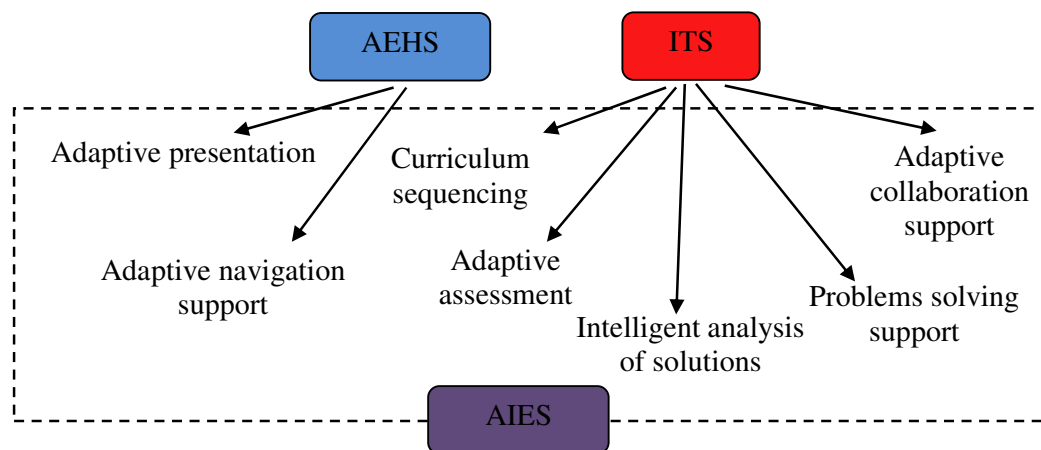 AEHS
ITS
Adaptive presentation
Curriculum
sequencing
Adaptive
collaboration
support
Adaptive navigation
support
Adaptive
assessment
Intelligent analysis
of solutions
Problems solving
support
AIES